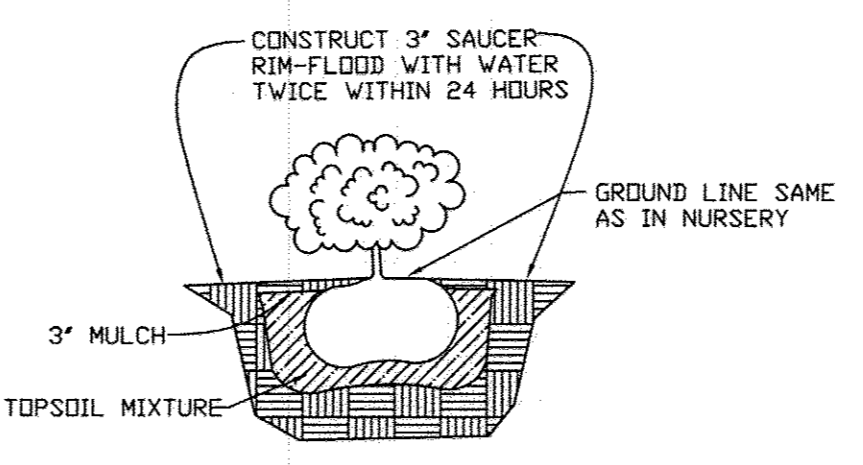 CONSTRUCT 3" SAUCER
RIM-FLOOD WITH WATER
TWICE WITHIN 24 HOURS
GROUND LINE SAME
AS IN NURSERY
3" MULCH
TOPSOIL MIXTURE